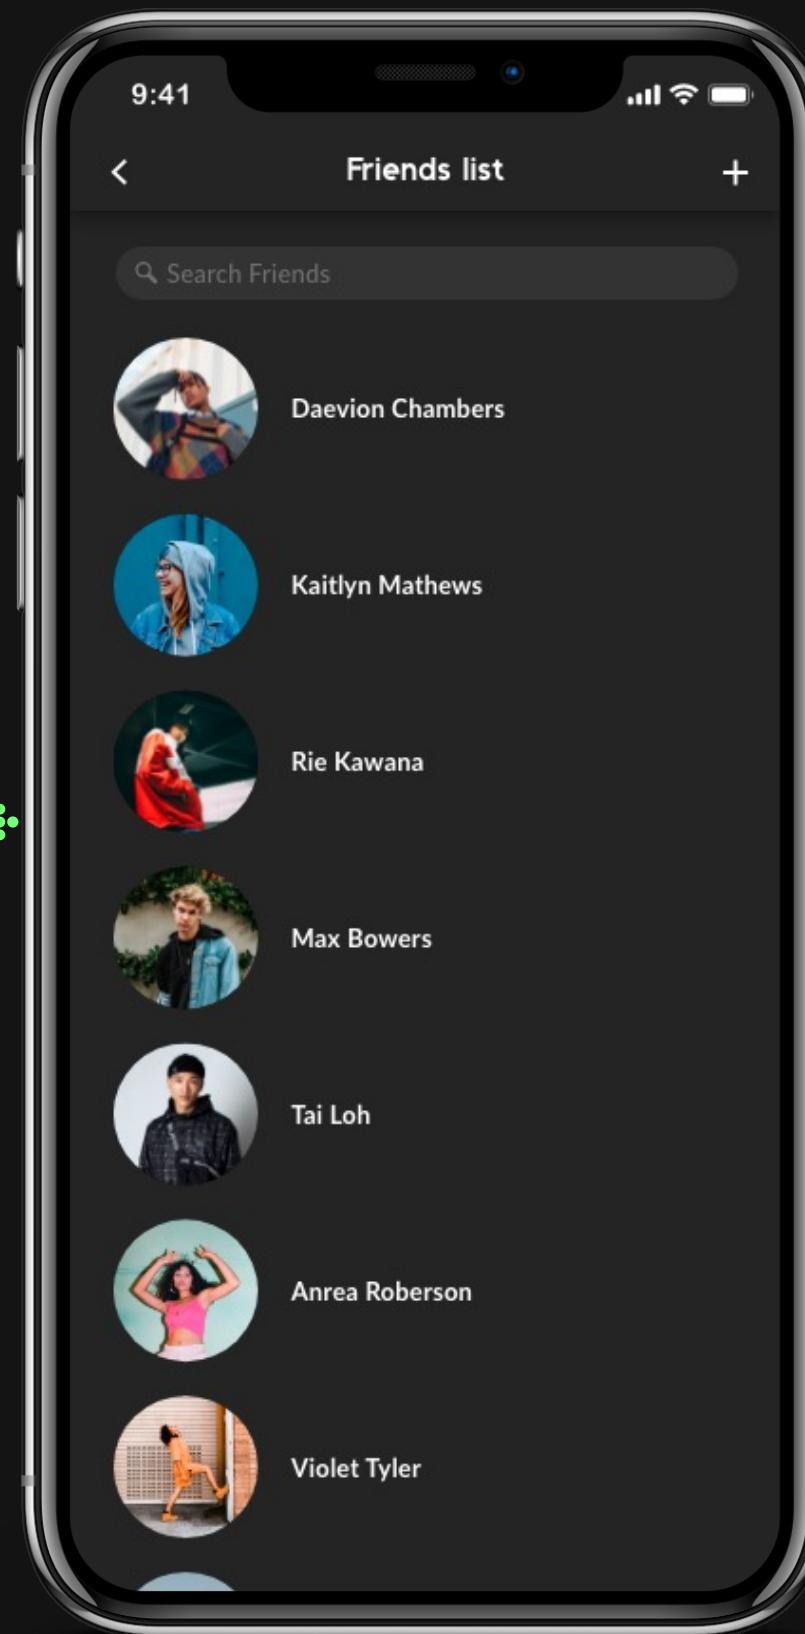 9:41
Friends list
Search Friends
Daevion Chambers
Kaitlyn Mathews
Rie Kawana
Max Bowers
Tai Loh
Anrea Roberson
Violet Tyler